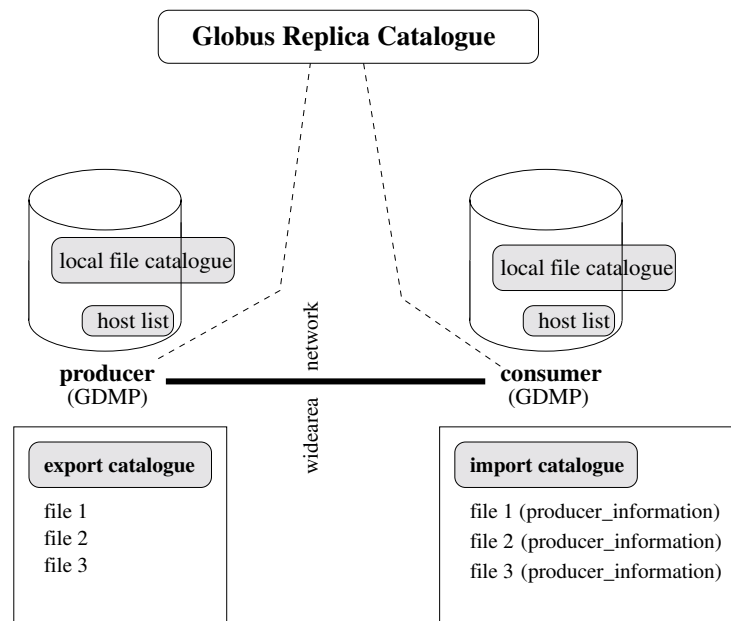 Globus Replica Catalogue
local file catalogue
host list
local file catalogue
host list
producer
(GDMP)
widearea network
consumer
(GDMP)
export catalogue
file 1
file 2
file 3
import catalogue
file 1 (producer_information)
file 2 (producer_information)
file 3 (producer_information)